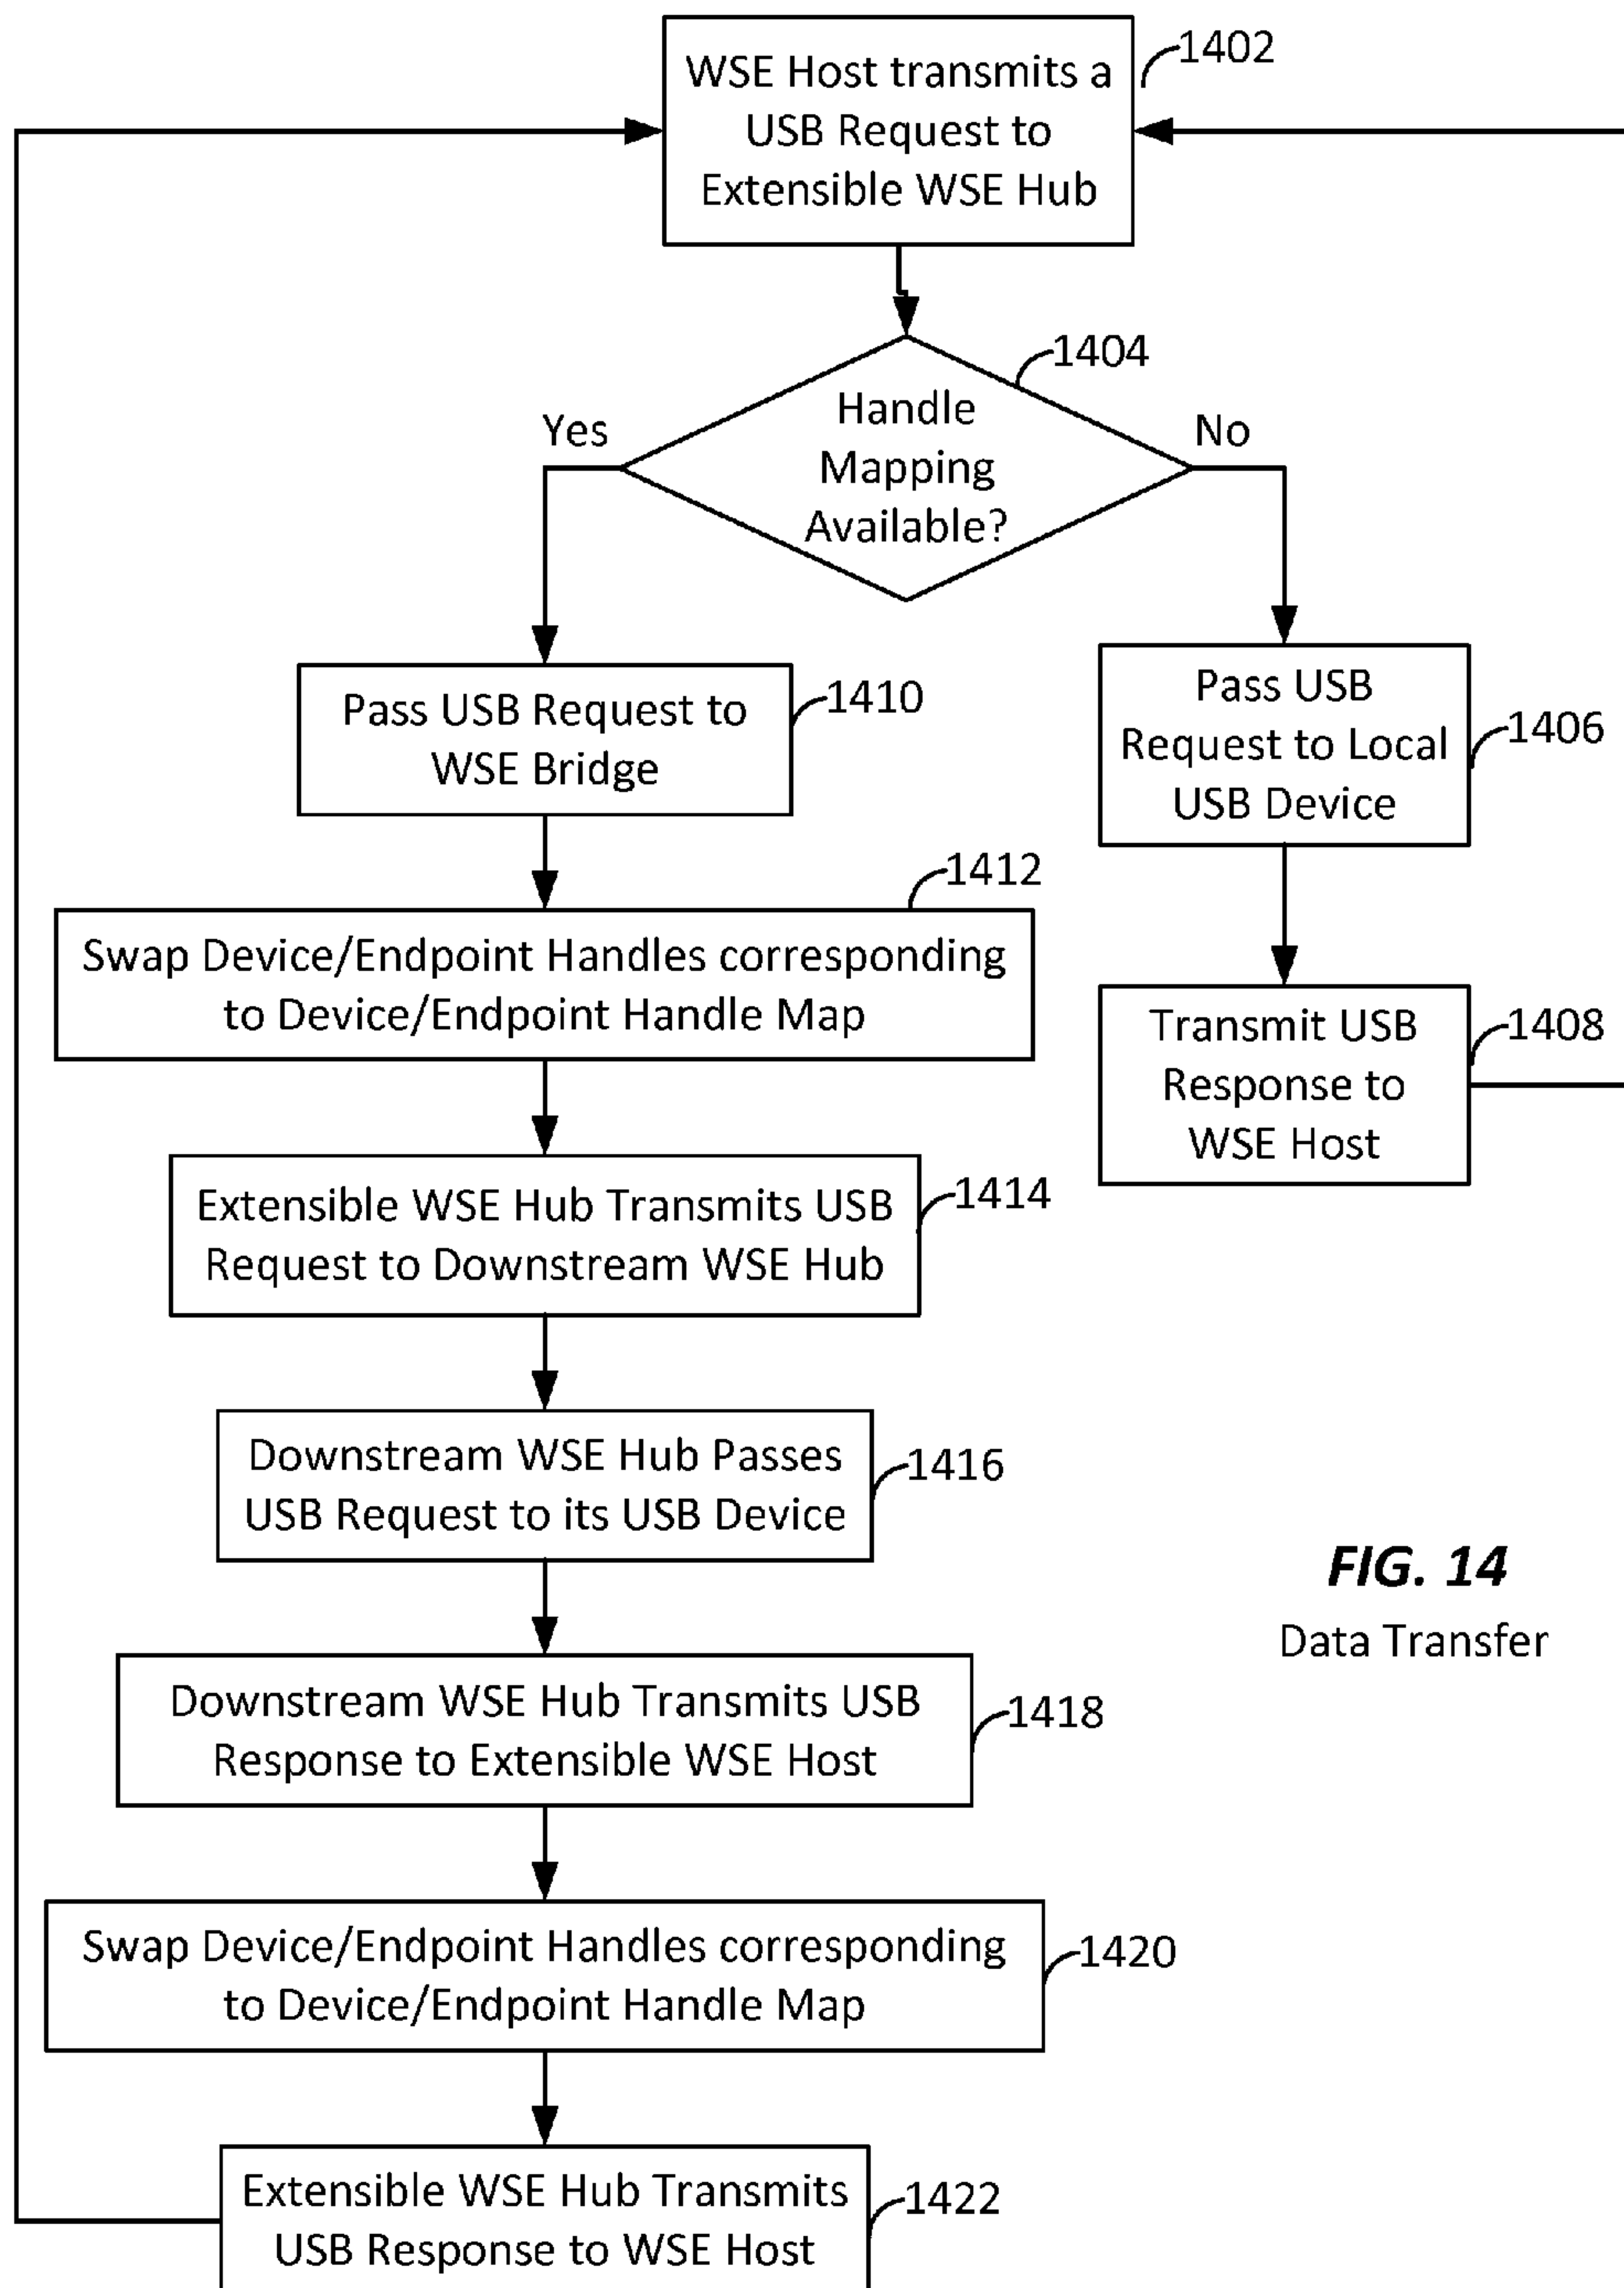 WSE Host transmits a
USB Request to
Extensible WSE Hub
1402
1404
Handle
Mapping
Available?
Yes
No
Pass USB Request to
WSE Bridge
1410
Pass USB
Request to Local
USB Device
1406
1412
Swap Device/Endpoint Handles corresponding
to Device/Endpoint Handle Map
Transmit USB
Response to
WSE Host
1408
Extensible WSE Hub Transmits USB
Request to Downstream WSE Hub
1414
Downstream WSE Hub Passes
USB Request to its USB Device
1416
FIG. 14
Data Transfer
Downstream WSE Hub Transmits USB
Response to Extensible WSE Host
1418
Swap Device/Endpoint Handles corresponding
to Device/Endpoint Handle Map
1420
Extensible WSE Hub Transmits
USB Response to WSE Host
1422